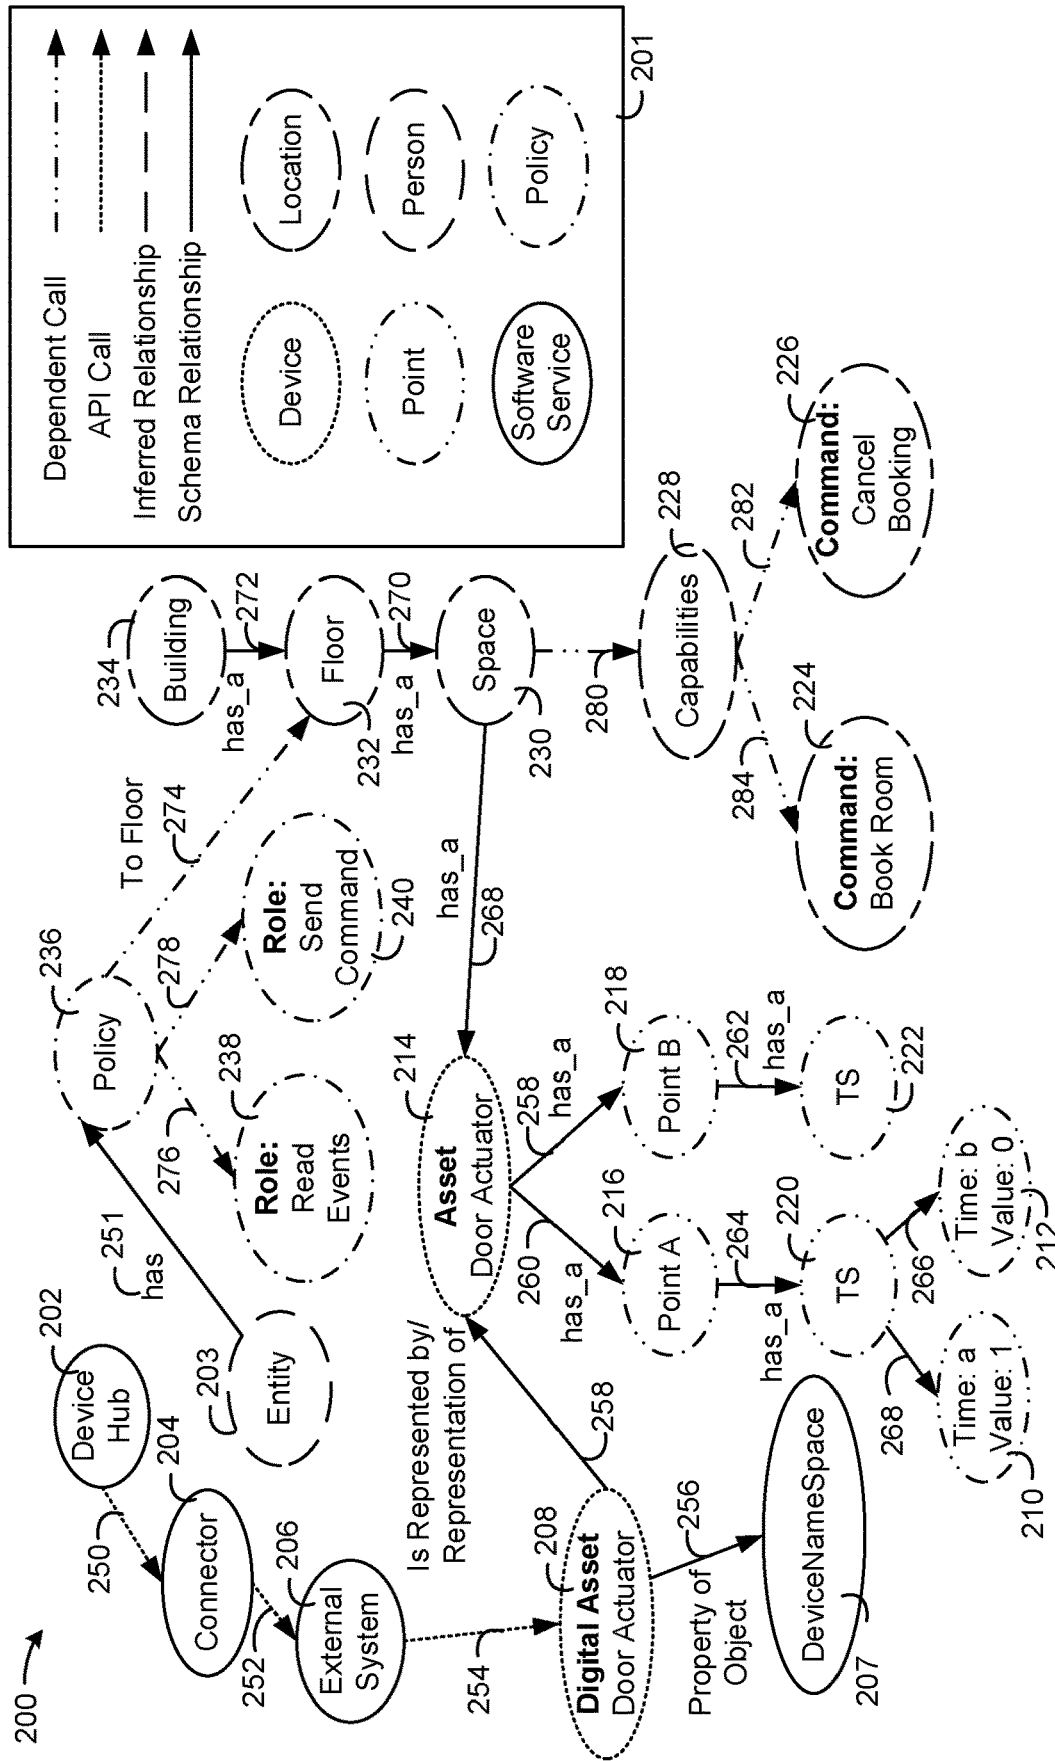 200
Device
Hub
202
250
Connector
204
252
External
System
206
254
Digital Asset
Door Actuator
208
Property of
Object
256
DeviceNameSpace
207
Is Represented by/
Representation of
258
Entity
203
251
has
Policy
236
276
278
Role:
Read
Events
238
Role:
Send
Command
240
To Floor
274
Building
234
has_a
272
Floor
232
has_a
270
Space
230
has_a
268
280
Capabilities
228
284
282
Command:
Book Room
224
Command:
Cancel
Booking
226
Asset
Door Actuator
214
260
has_a
258
has_a
Point A
216
Point B
218
264
has_a
262
has_a
TS
220
TS
222
268
266
Time: a
Value: 1
210
Time: b
Value: 0
212
Dependent Call
API Call
Inferred Relationship
Schema Relationship
Device
Location
Point
Person
Software
Service
Policy
201